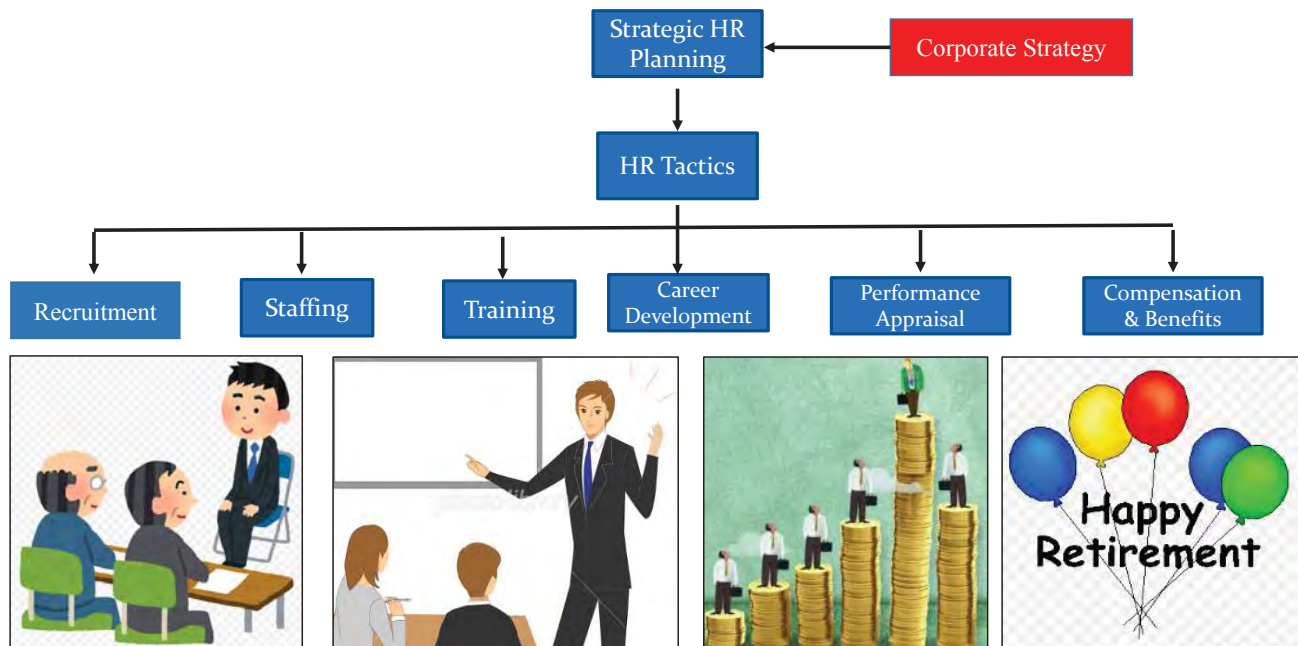 Strategic HR
Planning
Corporate Strategy
HR Tactics
Recruitment
Staffing
Training
Career
Development
Performance
Appraisal
Compensation
& Benefits
Happy
Retirement